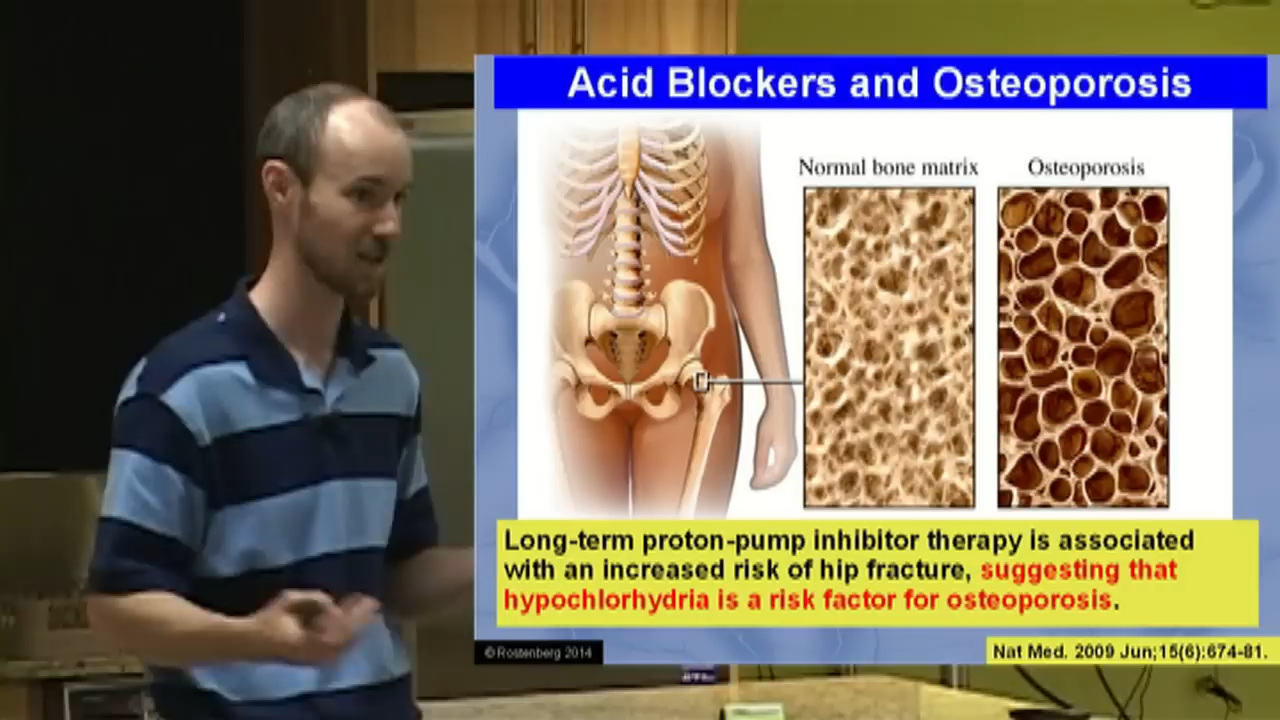 Acid Blockers and Osteoporosis
Normal bone matrix
Osteoporosis
Long-term proton-pump inhibitor therapy is associated
with an increased risk of hip fracture, suggesting that
hypochlorhydria is a risk factor for osteoporosis.
© Rostenberg 2014
Nat Med. 2009 Jun;15(6):674-81.